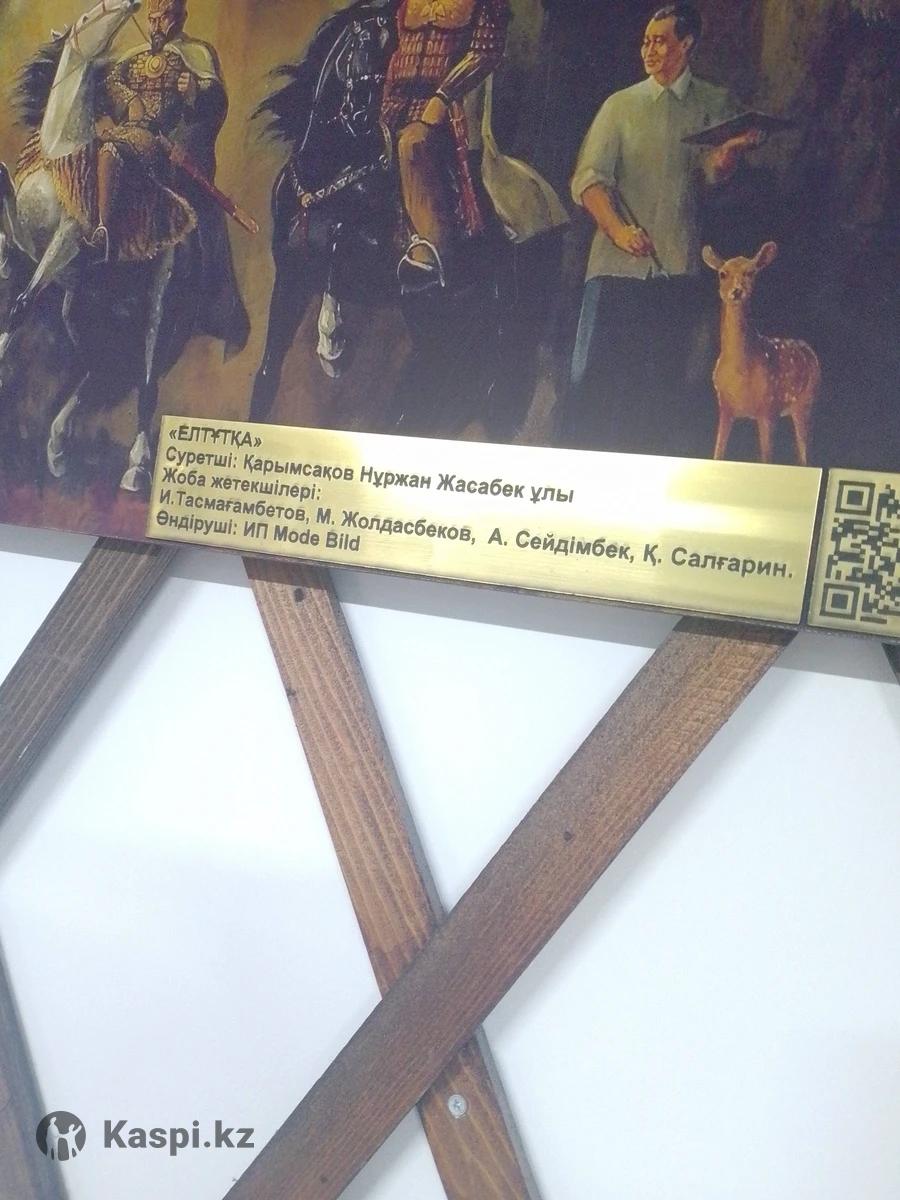 «ЕЛТҰТҚА»
Суретші: Қарымсақов Нұржан Жасабек ұлы
Жоба жетекшілері:
И.Тасмағамбетов, М. Жолдасбеков, А. Сейдімбек, Қ. Салғарин.
Өндіруші: ИП Mode Bild
Kaspi.kz